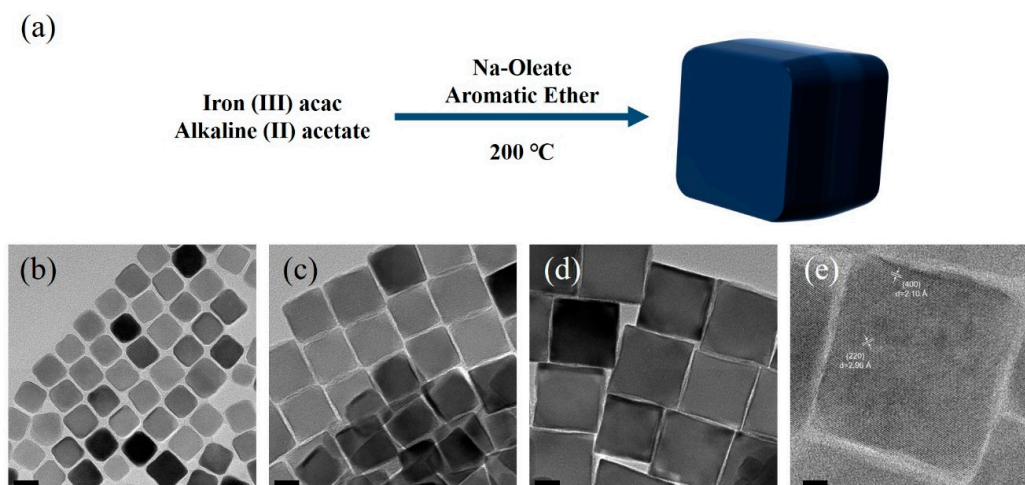 (a)
Iron (III) acac
Alkaline (II) acetate
Na-Oleate
Aromatic Ether
200 °C
(b)
(c)
(d)
(e)
(400)
d=2.10 Å
(220)
d=2.96 Å